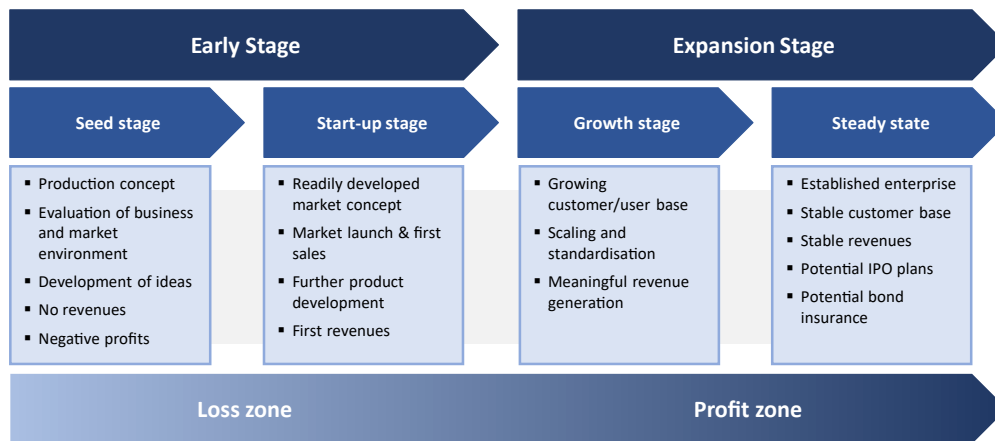 Early Stage
Expansion Stage
Seed stage
Start-up stage
Growth stage
Steady state
▪ Production concept
▪ Evaluation of business
and market
environment
▪ Development of ideas
▪ No revenues
▪ Negative profits
▪ Readily developed
market concept
▪ Market launch & first
sales
▪ Further product
development
▪ First revenues
▪ Growing
customer/user base
▪ Scaling and
standardisation
▪ Meaningful revenue
generation
▪ Established enterprise
▪ Stable customer base
▪ Stable revenues
▪ Potential IPO plans
▪ Potential bond
insurance
Loss zone
Profit zone